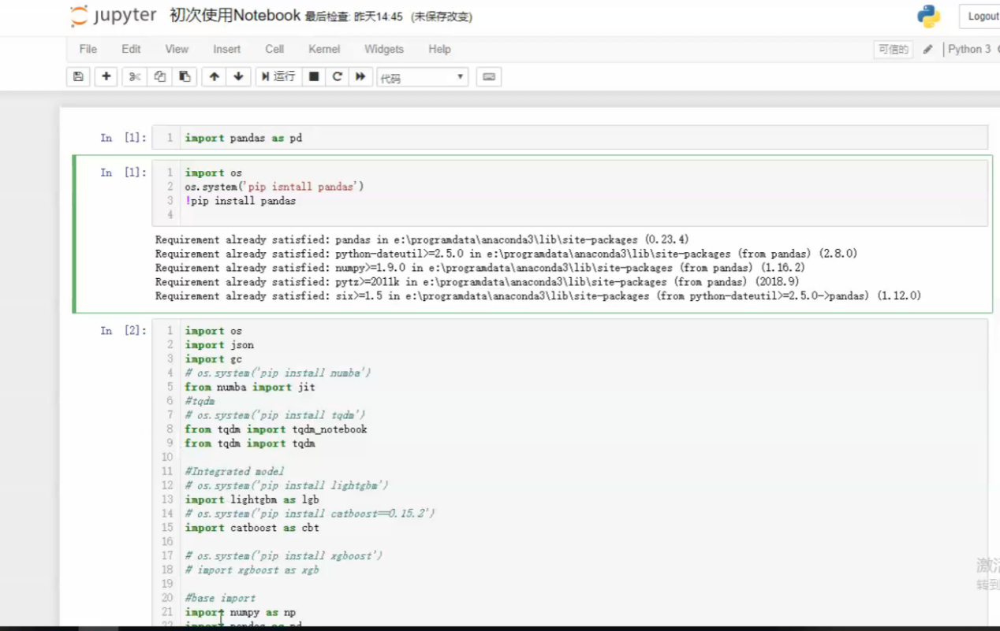 jupyter 初次使用Notebook 最后检查: 昨天14:45 (未保存改变)
Logout
File Edit View Insert Cell Kernel Widgets Help
可信的 Python 3
运行 代码
In [1]: 1 import pandas as pd
In [1]: 1 import os
2 os.system('pip isntall pandas')
3 !pip install pandas
4
Requirement already satisfied: pandas in e:\programdata\anaconda3\lib\site-packages (0.23.4)
Requirement already satisfied: python-dateutil>=2.5.0 in e:\programdata\anaconda3\lib\site-packages (from pandas) (2.8.0)
Requirement already satisfied: numpy>=1.9.0 in e:\programdata\anaconda3\lib\site-packages (from pandas) (1.16.2)
Requirement already satisfied: pytz>=2011k in e:\programdata\anaconda3\lib\site-packages (from pandas) (2018.9)
Requirement already satisfied: six>=1.5 in e:\programdata\anaconda3\lib\site-packages (from python-dateutil>=2.5.0->pandas) (1.12.0)
In [2]: 1 import os
2 import json
3 import gc
4 # os.system('pip install numba')
5 from numba import jit
6 #tqdm
7 # os.system('pip install tqdm')
8 from tqdm import tqdm_notebook
9 from tqdm import tqdm
10
11 #Integrated model
12 # os.system('pip install lightgbm')
13 import lightgbm as lgb
14 # os.system('pip install catboost==0.15.2')
15 import catboost as cbt
16
17 # os.system('pip install xgboost')
18 # import xgboost as xgb
19
20 #base import
21 import numpy as np
22 import pandas as pd
激活
转到